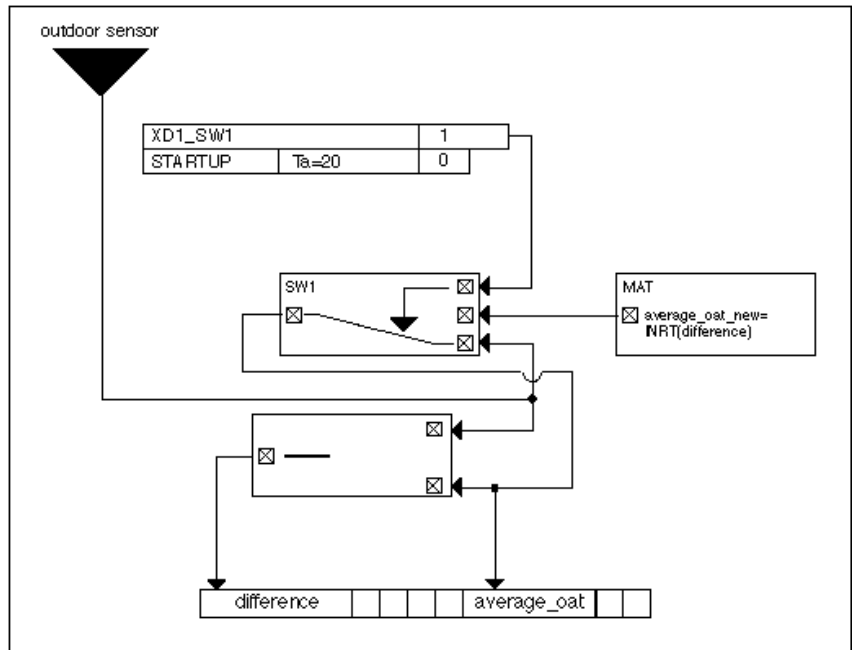 outdoor sensor
XD1_SW1 1
STARTUP Ta=20 0
SW1
MAT
average_oat_new=
INRT(difference)
difference average_oat